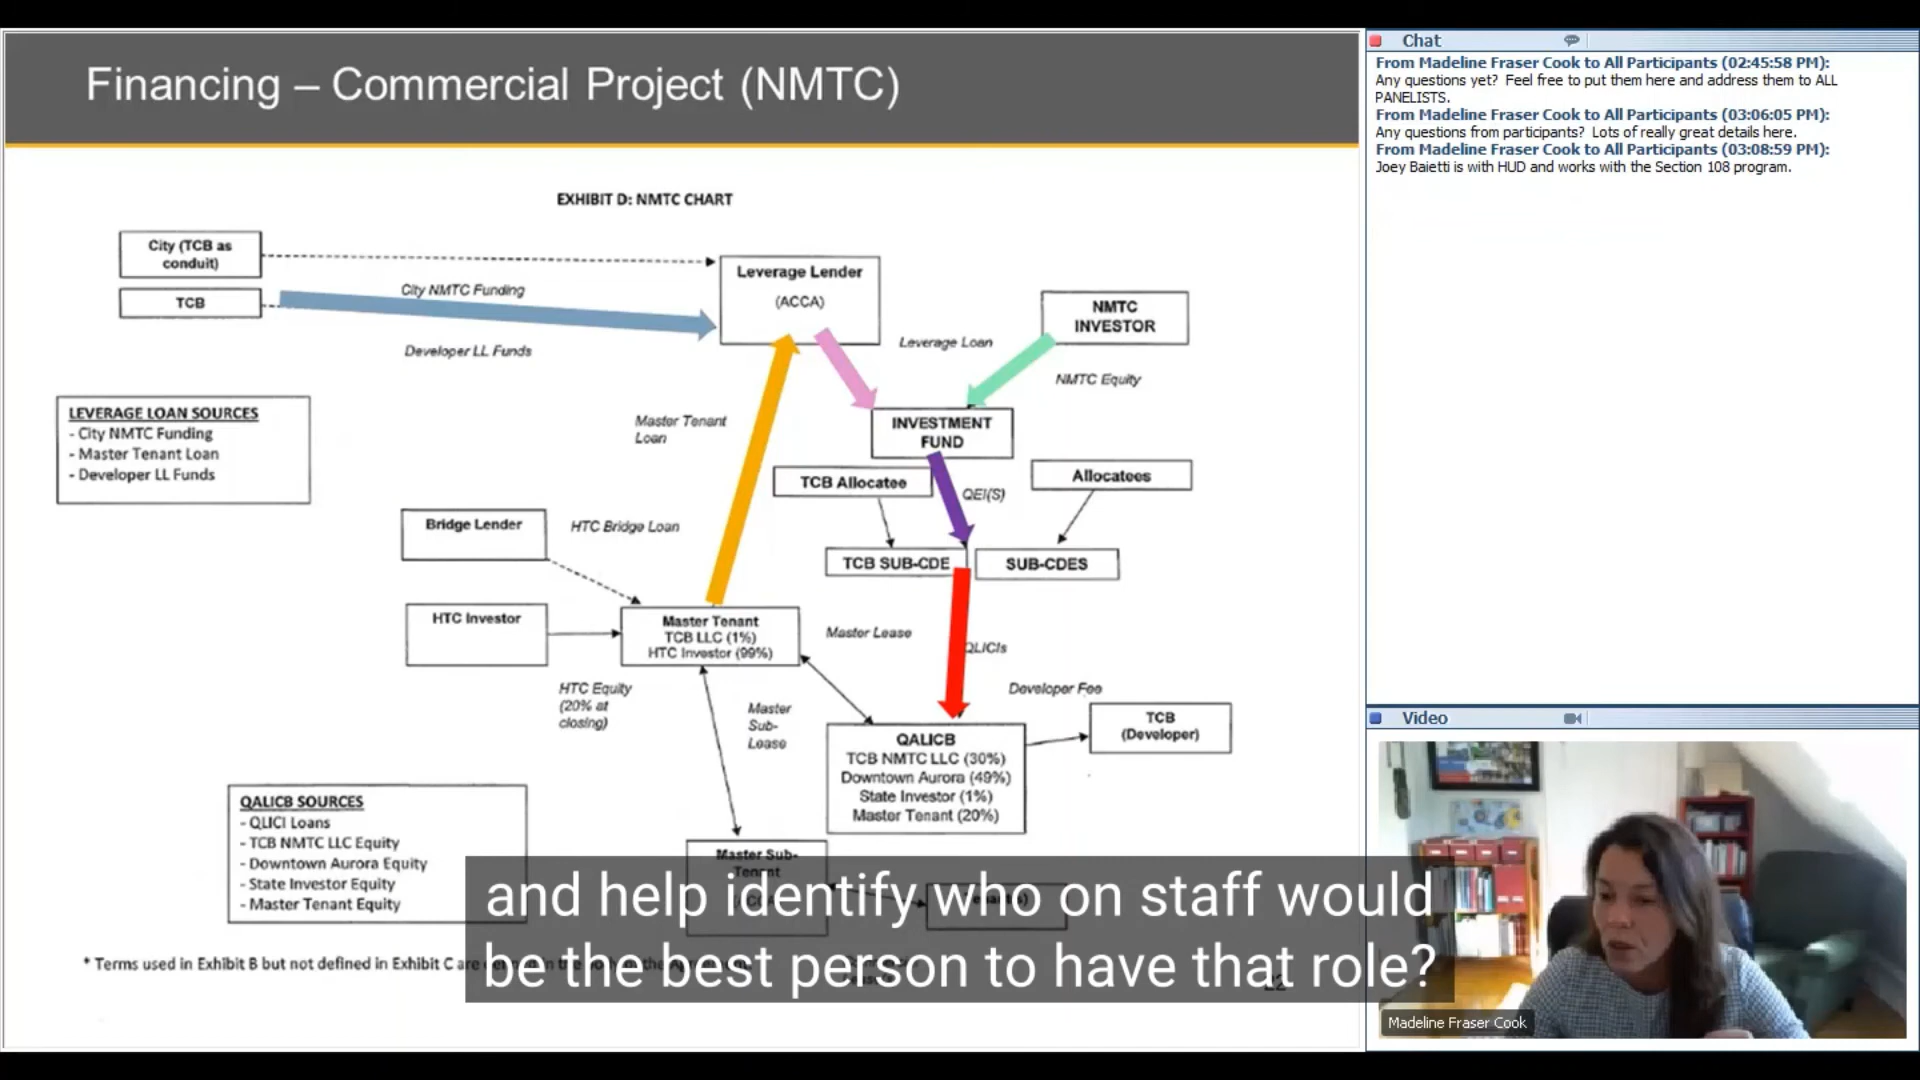 Financing – Commercial Project (NMTC)
EXHIBIT D: NMTC CHART
City (TCB as
conduit)
TCB
City NMTC Funding
Developer LL Funds
Leverage Lender
(ACCA)
Leverage Loan
NMTC
INVESTOR
NMTC Equity
LEVERAGE LOAN SOURCES
- City NMTC Funding
- Master Tenant Loan
- Developer LL Funds
Master Tenant
Loan
INVESTMENT
FUND
TCB Allocatee
QEI(S)
Allocatees
Bridge Lender
HTC Bridge Loan
TCB SUB-CDE
SUB-CDES
HTC Investor
Master Tenant
TCB LLC (1%)
HTC Investor (99%)
Master Lease
QLICIs
HTC Equity
(20% at
closing)
Master
Sub-
Lease
Developer Fee
TCB
(Developer)
QALICB
TCB NMTC LLC (30%)
Downtown Aurora (49%)
State Investor (1%)
Master Tenant (20%)
QALICB SOURCES
- QLICI Loans
- TCB NMTC LLC Equity
- Downtown Aurora Equity
- State Investor Equity
- Master Tenant Equity
Master Sub-
Tenant
* Terms used in Exhibit B but not defined in Exhibit C are
and help identify who on staff would
be the best person to have that role?
Chat
From Madeline Fraser Cook to All Participants (02:45:58 PM):
Any questions yet? Feel free to put them here and address them to ALL
PANELISTS.
From Madeline Fraser Cook to All Participants (03:06:05 PM):
Any questions from participants? Lots of really great details here.
From Madeline Fraser Cook to All Participants (03:08:59 PM):
Joey Baietti is with HUD and works with the Section 108 program.
Video
Madeline Fraser Cook